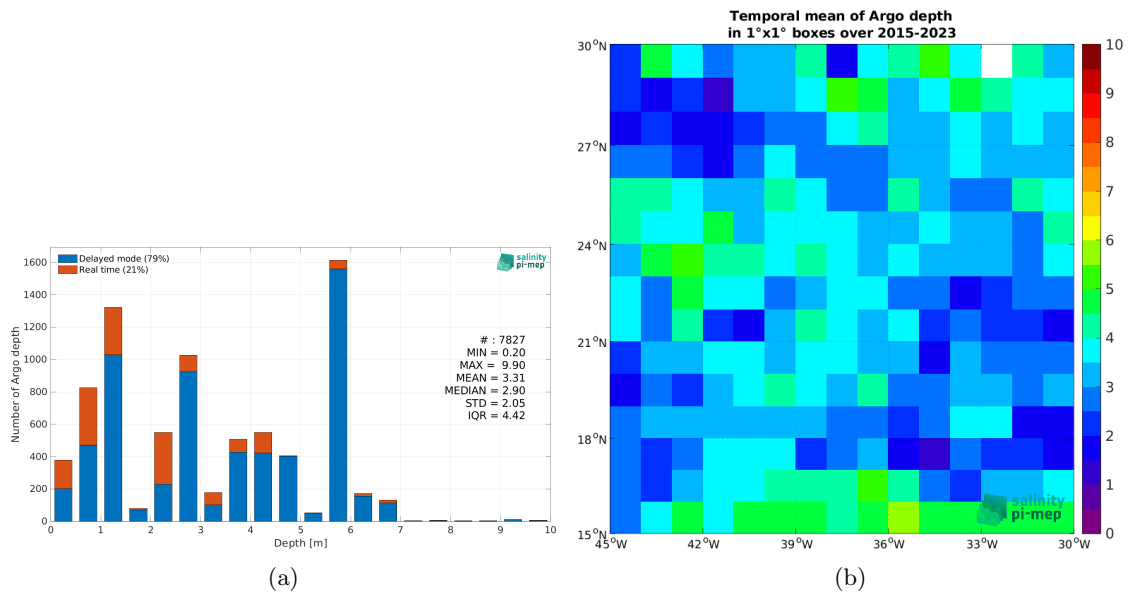 Delayed mode (79%)
Real time (21%)
salinity
pi-mep
# : 7827
MIN = 0.20
MAX = 9.90
MEAN = 3.31
MEDIAN = 2.90
STD = 2.05
IQR = 4.42
Number of Argo depth
1600
1400
1200
1000
800
600
400
200
0
0 1 2 3 4 5 6 7 8 9 10
Depth [m]
(a)
Temporal mean of Argo depth
in 1°x1° boxes over 2015-2023
30°N
27°N
24°N
21°N
18°N
15°N
45°W 42°W 39°W 36°W 33°W 30°W
salinity
pi-mep
10
9
8
7
6
5
4
3
2
1
0
(b)